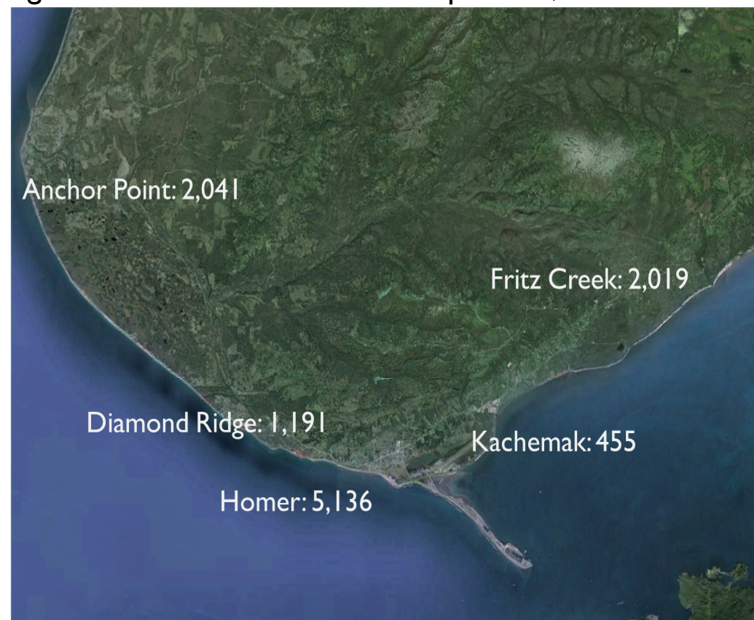 Anchor Point: 2,041
Fritz Creek: 2,019
Diamond Ridge: 1,191
Kachemak: 455
Homer: 5,136